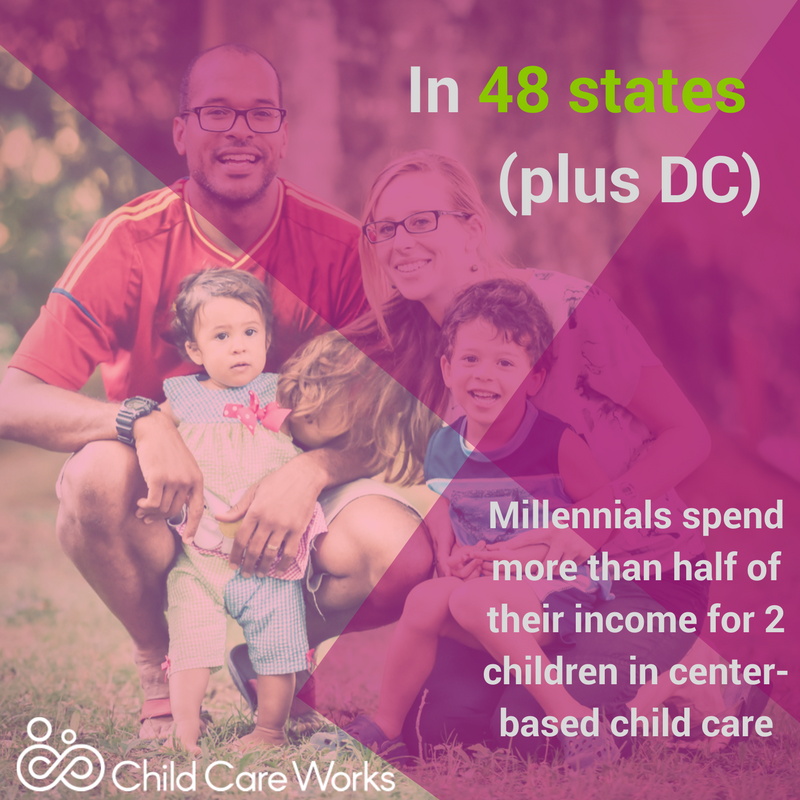 In 48 states
(plus DC)
Millennials spend
more than half of
their income for 2
children in center-
based child care
Child Care Works